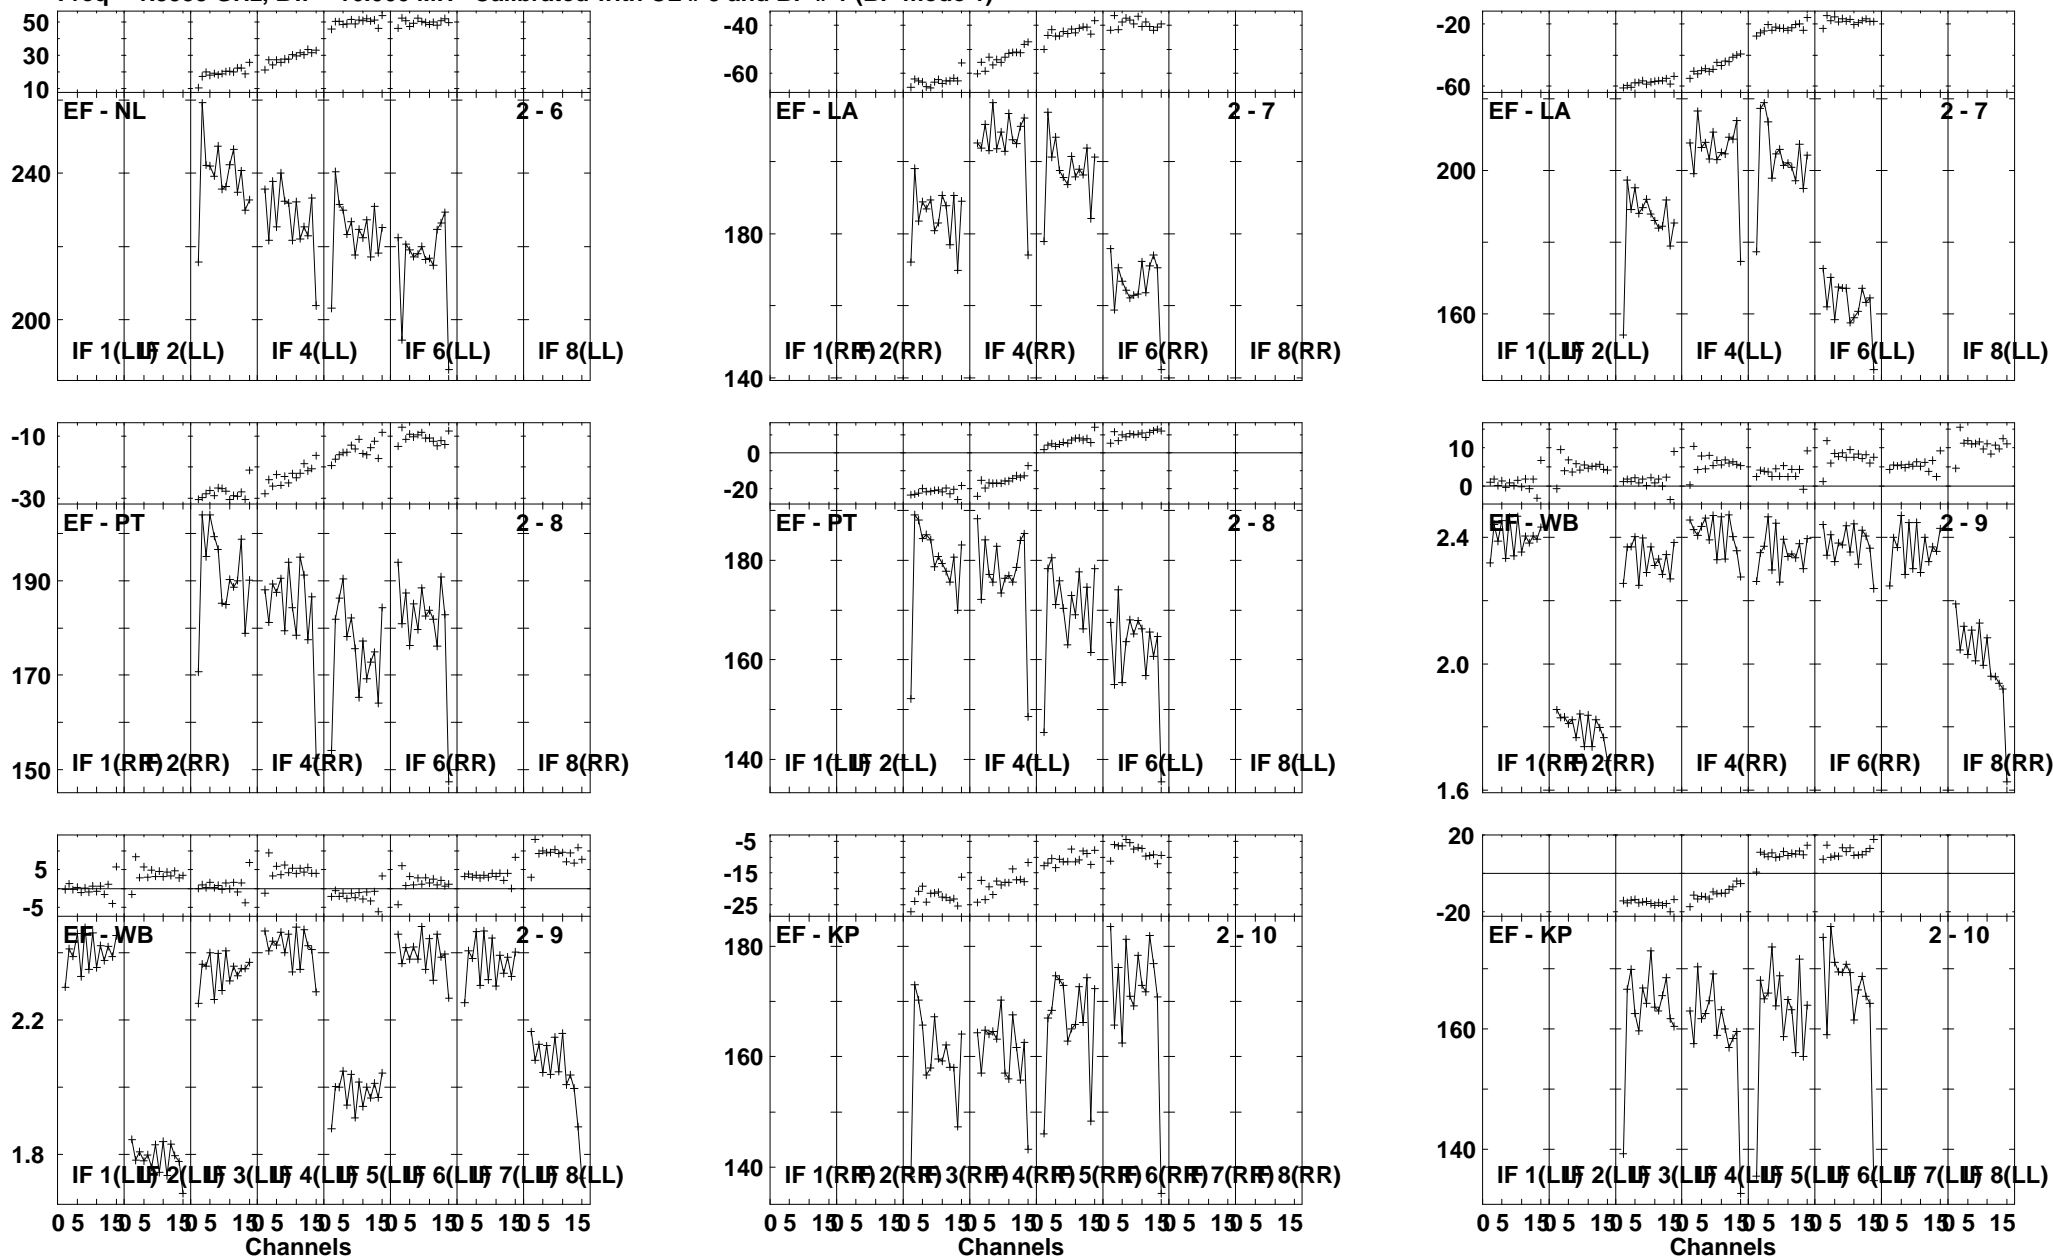 50
30
10
EF - NL 2 - 6
240
200
IF 1(LL) IF 2(LL) IF 4(LL) IF 6(LL) IF 8(LL)
-40
-60
EF - LA 2 - 7
180
140
IF 1(RR) IF 2(RR) IF 4(RR) IF 6(RR) IF 8(RR)
-20
-60
EF - LA 2 - 7
200
160
IF 1(LL) IF 2(LL) IF 4(LL) IF 6(LL) IF 8(LL)
-10
-30
EF - PT 2 - 8
190
170
150
IF 1(RR) IF 2(RR) IF 4(RR) IF 6(RR) IF 8(RR)
0
-20
EF - PT 2 - 8
180
160
140
IF 1(LL) IF 2(LL) IF 4(LL) IF 6(LL) IF 8(LL)
10
0
EF - WB 2 - 9
2.4
2.0
1.6
IF 1(RR) IF 2(RR) IF 4(RR) IF 6(RR) IF 8(RR)
5
-5
EF - WB 2 - 9
2.2
1.8
IF 1(LL) IF 2(LL) IF 3(LL) IF 4(LL) IF 5(LL) IF 6(LL) IF 7(LL) IF 8(LL)
0 5 15 0 5 15 0 5 15 0 5 15
Channels
-5
-15
-25
EF - KP 2 - 10
180
160
140
IF 1(RR) IF 2(RR) IF 3(RR) IF 4(RR) IF 5(RR) IF 6(RR) IF 7(RR) IF 8(RR)
0 5 15 0 5 15 0 5 15 0 5 15
Channels
20
-20
EF - KP 2 - 10
160
140
IF 1(LL) IF 2(LL) IF 3(LL) IF 4(LL) IF 5(LL) IF 6(LL) IF 7(LL) IF 8(LL)
0 5 15 0 5 15 0 5 15 0 5 15
Channels